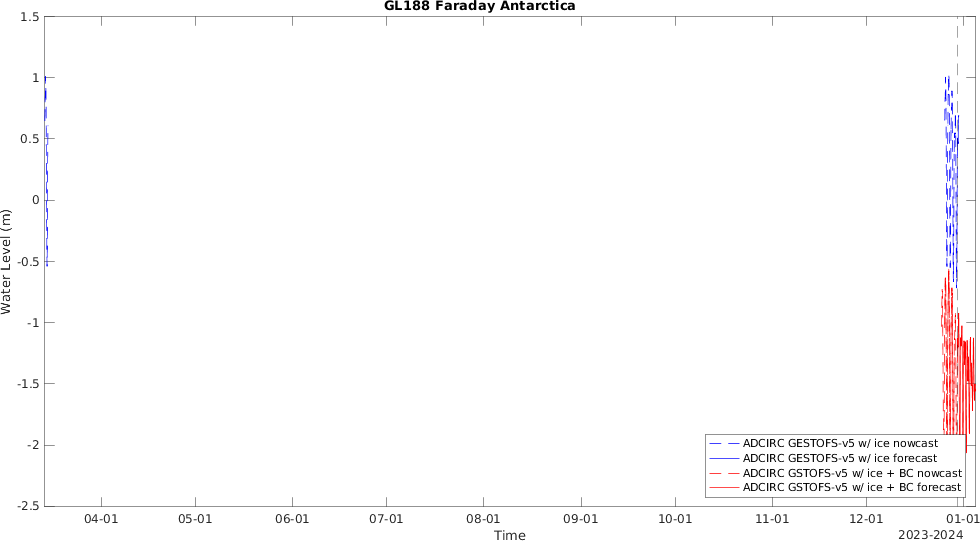 GL188 Faraday Antarctica
1.5
1
0.5
0
-0.5
-1
-1.5
-2
-2.5
Water Level (m)
ADCIRC GESTOFS-v5 w/ ice nowcast
ADCIRC GESTOFS-v5 w/ ice forecast
ADCIRC GSTOFS-v5 w/ ice + BC nowcast
ADCIRC GSTOFS-v5 w/ ice + BC forecast
04-01 05-01 06-01 07-01 08-01 09-01 10-01 11-01 12-01 01-01
Time
2023-2024